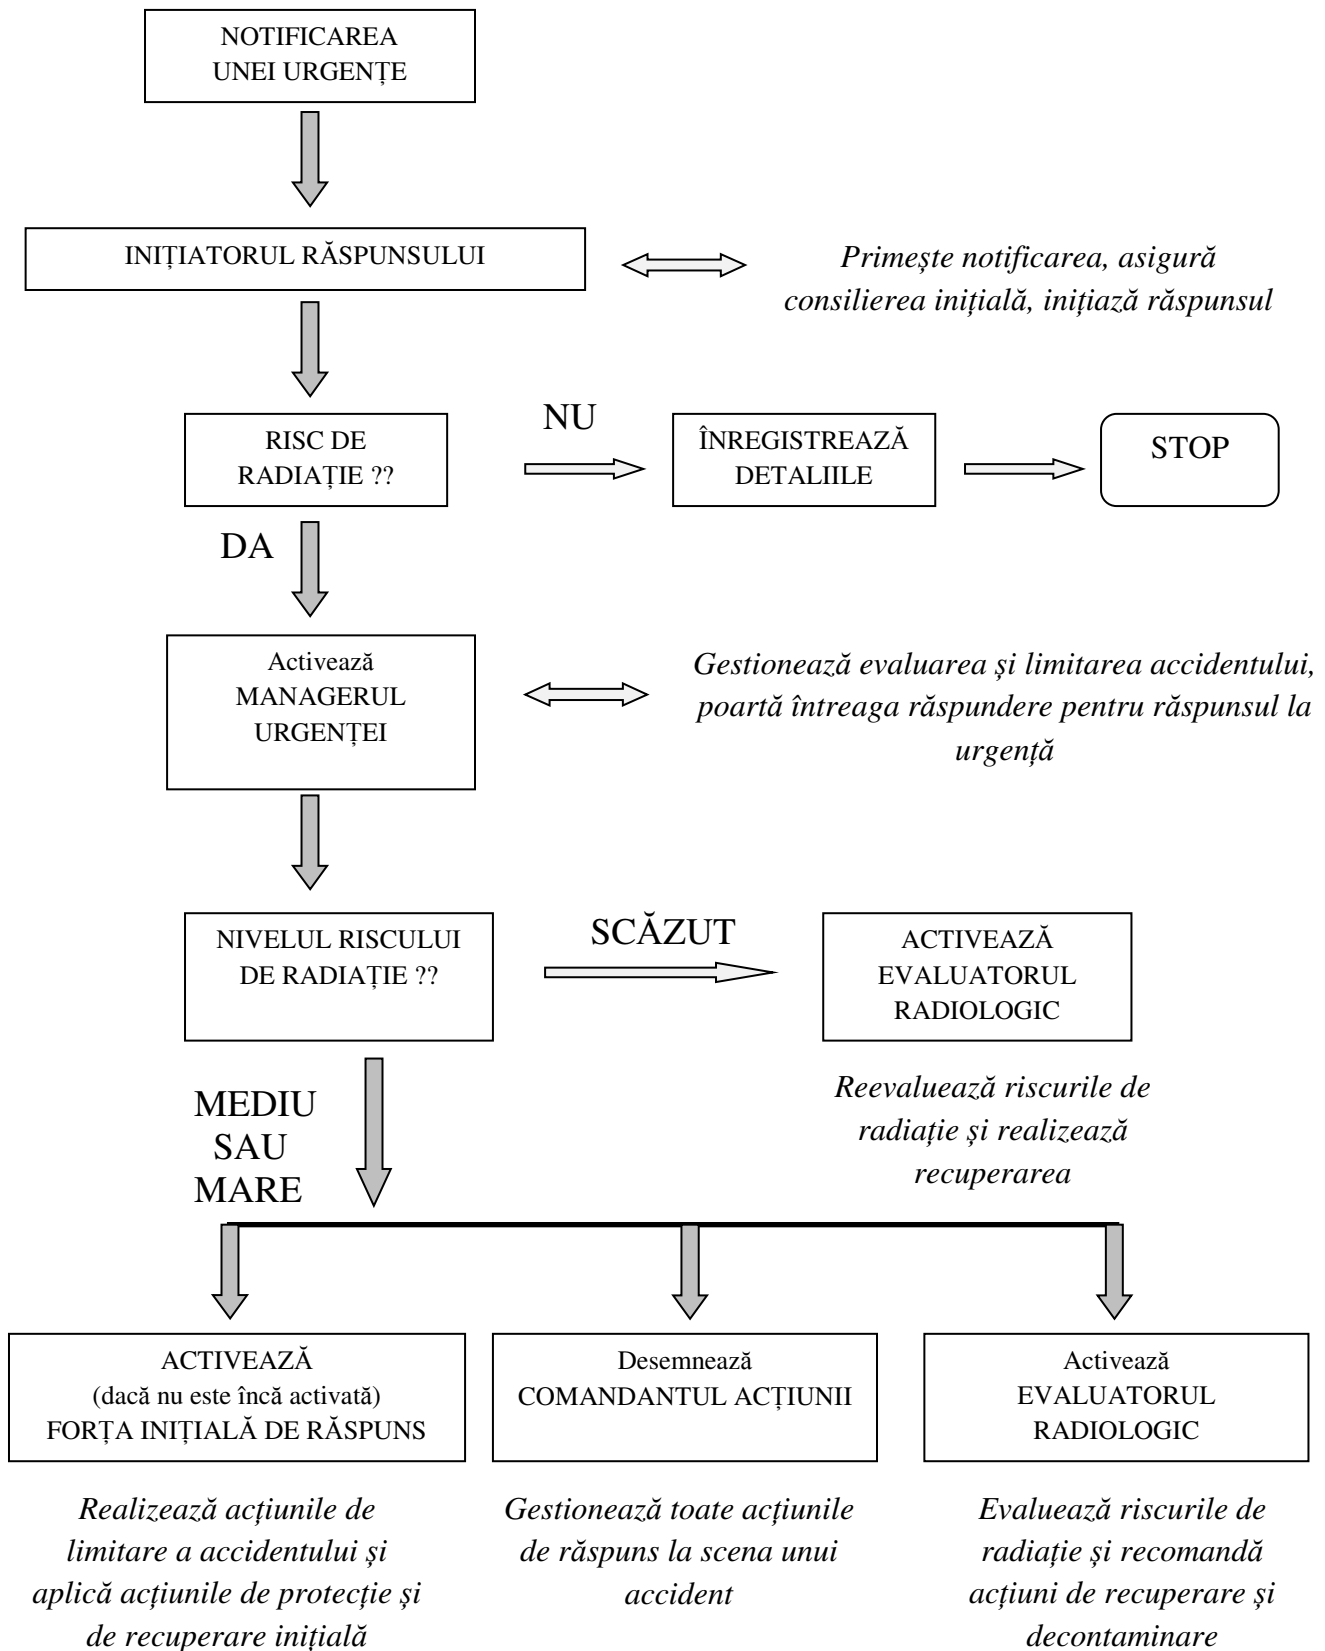 NOTIFICAREA
UNEI URGENȚE
INIȚIATORUL RĂSPUNSULUI
Primește notificarea, asigură
consilierea inițială, inițiază răspunsul
RISC DE
RADIAȚIE ??
NU
ÎNREGISTREAZĂ
DETALIILE
STOP
DA
Activează
MANAGERUL
URGENȚEI
Gestionează evaluarea și limitarea accidentului,
poartă întreaga răspundere pentru răspunsul la
urgență
NIVELUL RISCULUI
DE RADIAȚIE ??
SCĂZUT
ACTIVEAZĂ
EVALUATORUL
RADIOLOGIC
Reevaluează riscurile de
radiație și realizează
recuperarea
MEDIU
SAU
MARE
ACTIVEAZĂ
(dacă nu este încă activată)
FORȚA INIȚIALĂ DE RĂSPUNS
Desemnează
COMANDANTUL ACȚIUNII
Activează
EVALUATORUL
RADIOLOGIC
Realizează acțiunile de
limitare a accidentului și
aplică acțiunile de protecție și
de recuperare inițială
Gestionează toate acțiunile
de răspuns la scena unui
accident
Evaluează riscurile de
radiație și recomandă
acțiuni de recuperare și
decontaminare